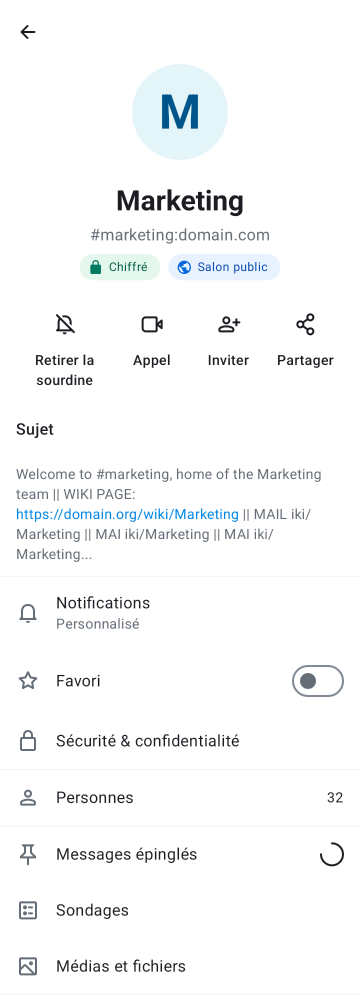 M
Marketing
#marketing:domain.com
Chiffré
Salon public
Retirer la
sourdine
Appel
Inviter
Partager
Sujet
Welcome to #marketing, home of the Marketing
team || WIKI PAGE:
https://domain.org/wiki/Marketing || MAIL iki/
Marketing || MAI iki/Marketing || MAI iki/
Marketing...
Notifications
Personnalisé
Favori
Sécurité & confidentialité
Personnes 32
Messages épinglés
Sondages
Médias et fichiers